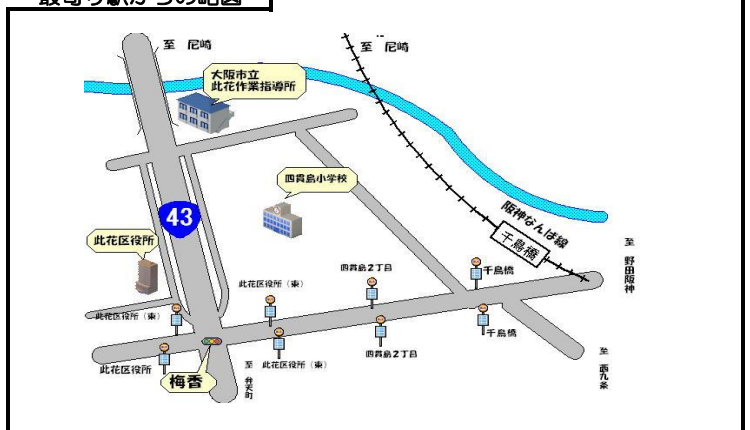 最寄り駅からの略図
至 尼崎
至 尼崎
大阪市立
此花作業指導所
四貫島小学校
43
阪神なんば線
千鳥橋
此花区役所
至 野田阪神
此花区役所（東）
四貫島２丁目
千鳥橋
此花区役所（東）
千鳥橋
此花区役所
梅香
至 弁天町
此花区役所（東）
四貫島２丁目
至 西九条